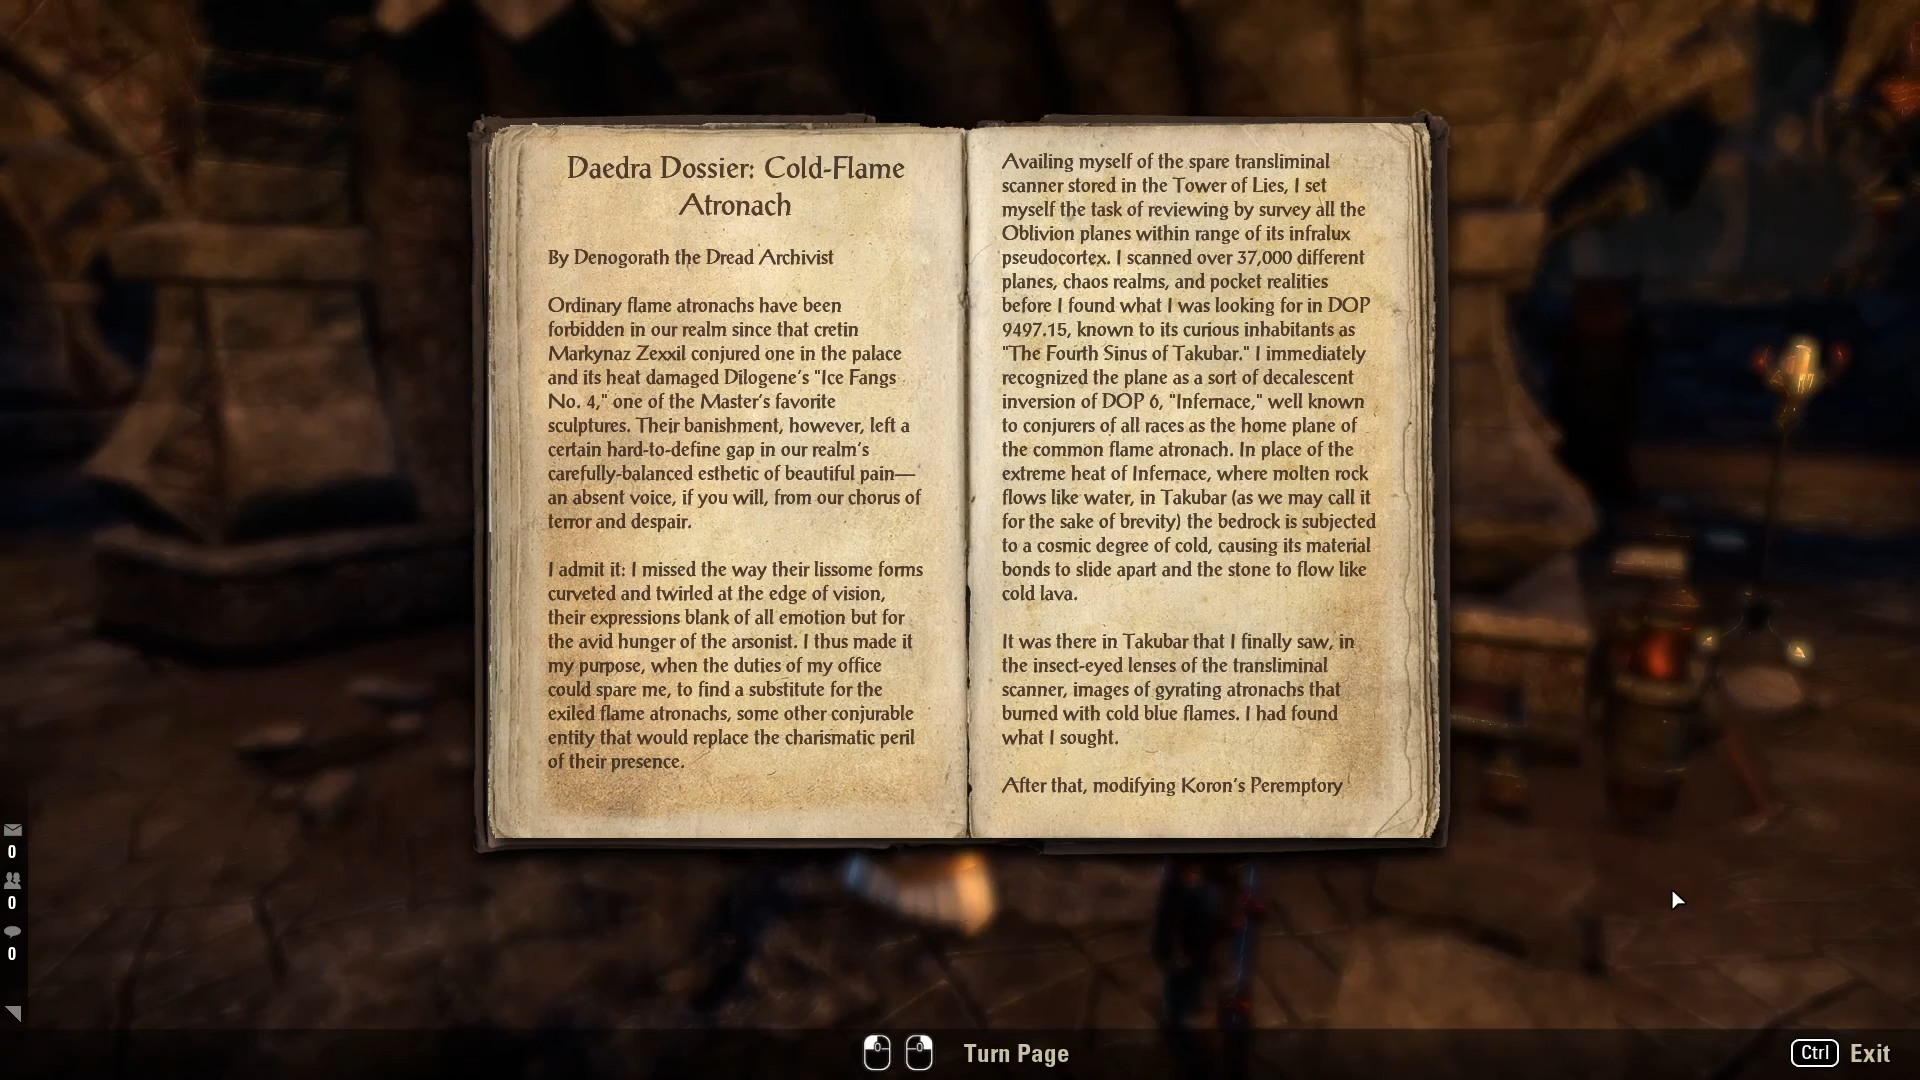 Daedra Dossier: Cold-Flame
Atronach
By Denogorath the Dread Archivist
Ordinary flame atronachs have been
forbidden in our realm since that cretin
Markynaz Zexxil conjured one in the palace
and its heat damaged Dilogene's "Ice Fangs
No. 4," one of the Master's favorite
sculptures. Their banishment, however, left a
certain hard-to-define gap in our realm's
carefully-balanced esthetic of beautiful pain—
an absent voice, if you will, from our chorus of
terror and despair.
I admit it: I missed the way their lissome forms
curveted and twirled at the edge of vision,
their expressions blank of all emotion but for
the avid hunger of the arsonist. I thus made it
my purpose, when the duties of my office
could spare me, to find a substitute for the
exiled flame atronachs, some other conjurable
entity that would replace the charismatic peril
of their presence.
Availing myself of the spare transliminal
scanner stored in the Tower of Lies, I set
myself the task of reviewing by survey all the
Oblivion planes within range of its infralux
pseudocortex. I scanned over 37,000 different
planes, chaos realms, and pocket realities
before I found what I was looking for in DOP
9497.15, known to its curious inhabitants as
"The Fourth Sinus of Takubar." I immediately
recognized the plane as a sort of decalescent
inversion of DOP 6, "Infernace," well known
to conjurers of all races as the home plane of
the common flame atronach. In place of the
extreme heat of Infernace, where molten rock
flows like water, in Takubar (as we may call it
for the sake of brevity) the bedrock is subjected
to a cosmic degree of cold, causing its material
bonds to slide apart and the stone to flow like
cold lava.
It was there in Takubar that I finally saw, in
the insect-eyed lenses of the transliminal
scanner, images of gyrating atronachs that
burned with cold blue flames. I had found
what I sought.
After that, modifying Koron's Peremptory
0
0
0
Turn Page
Ctrl Exit